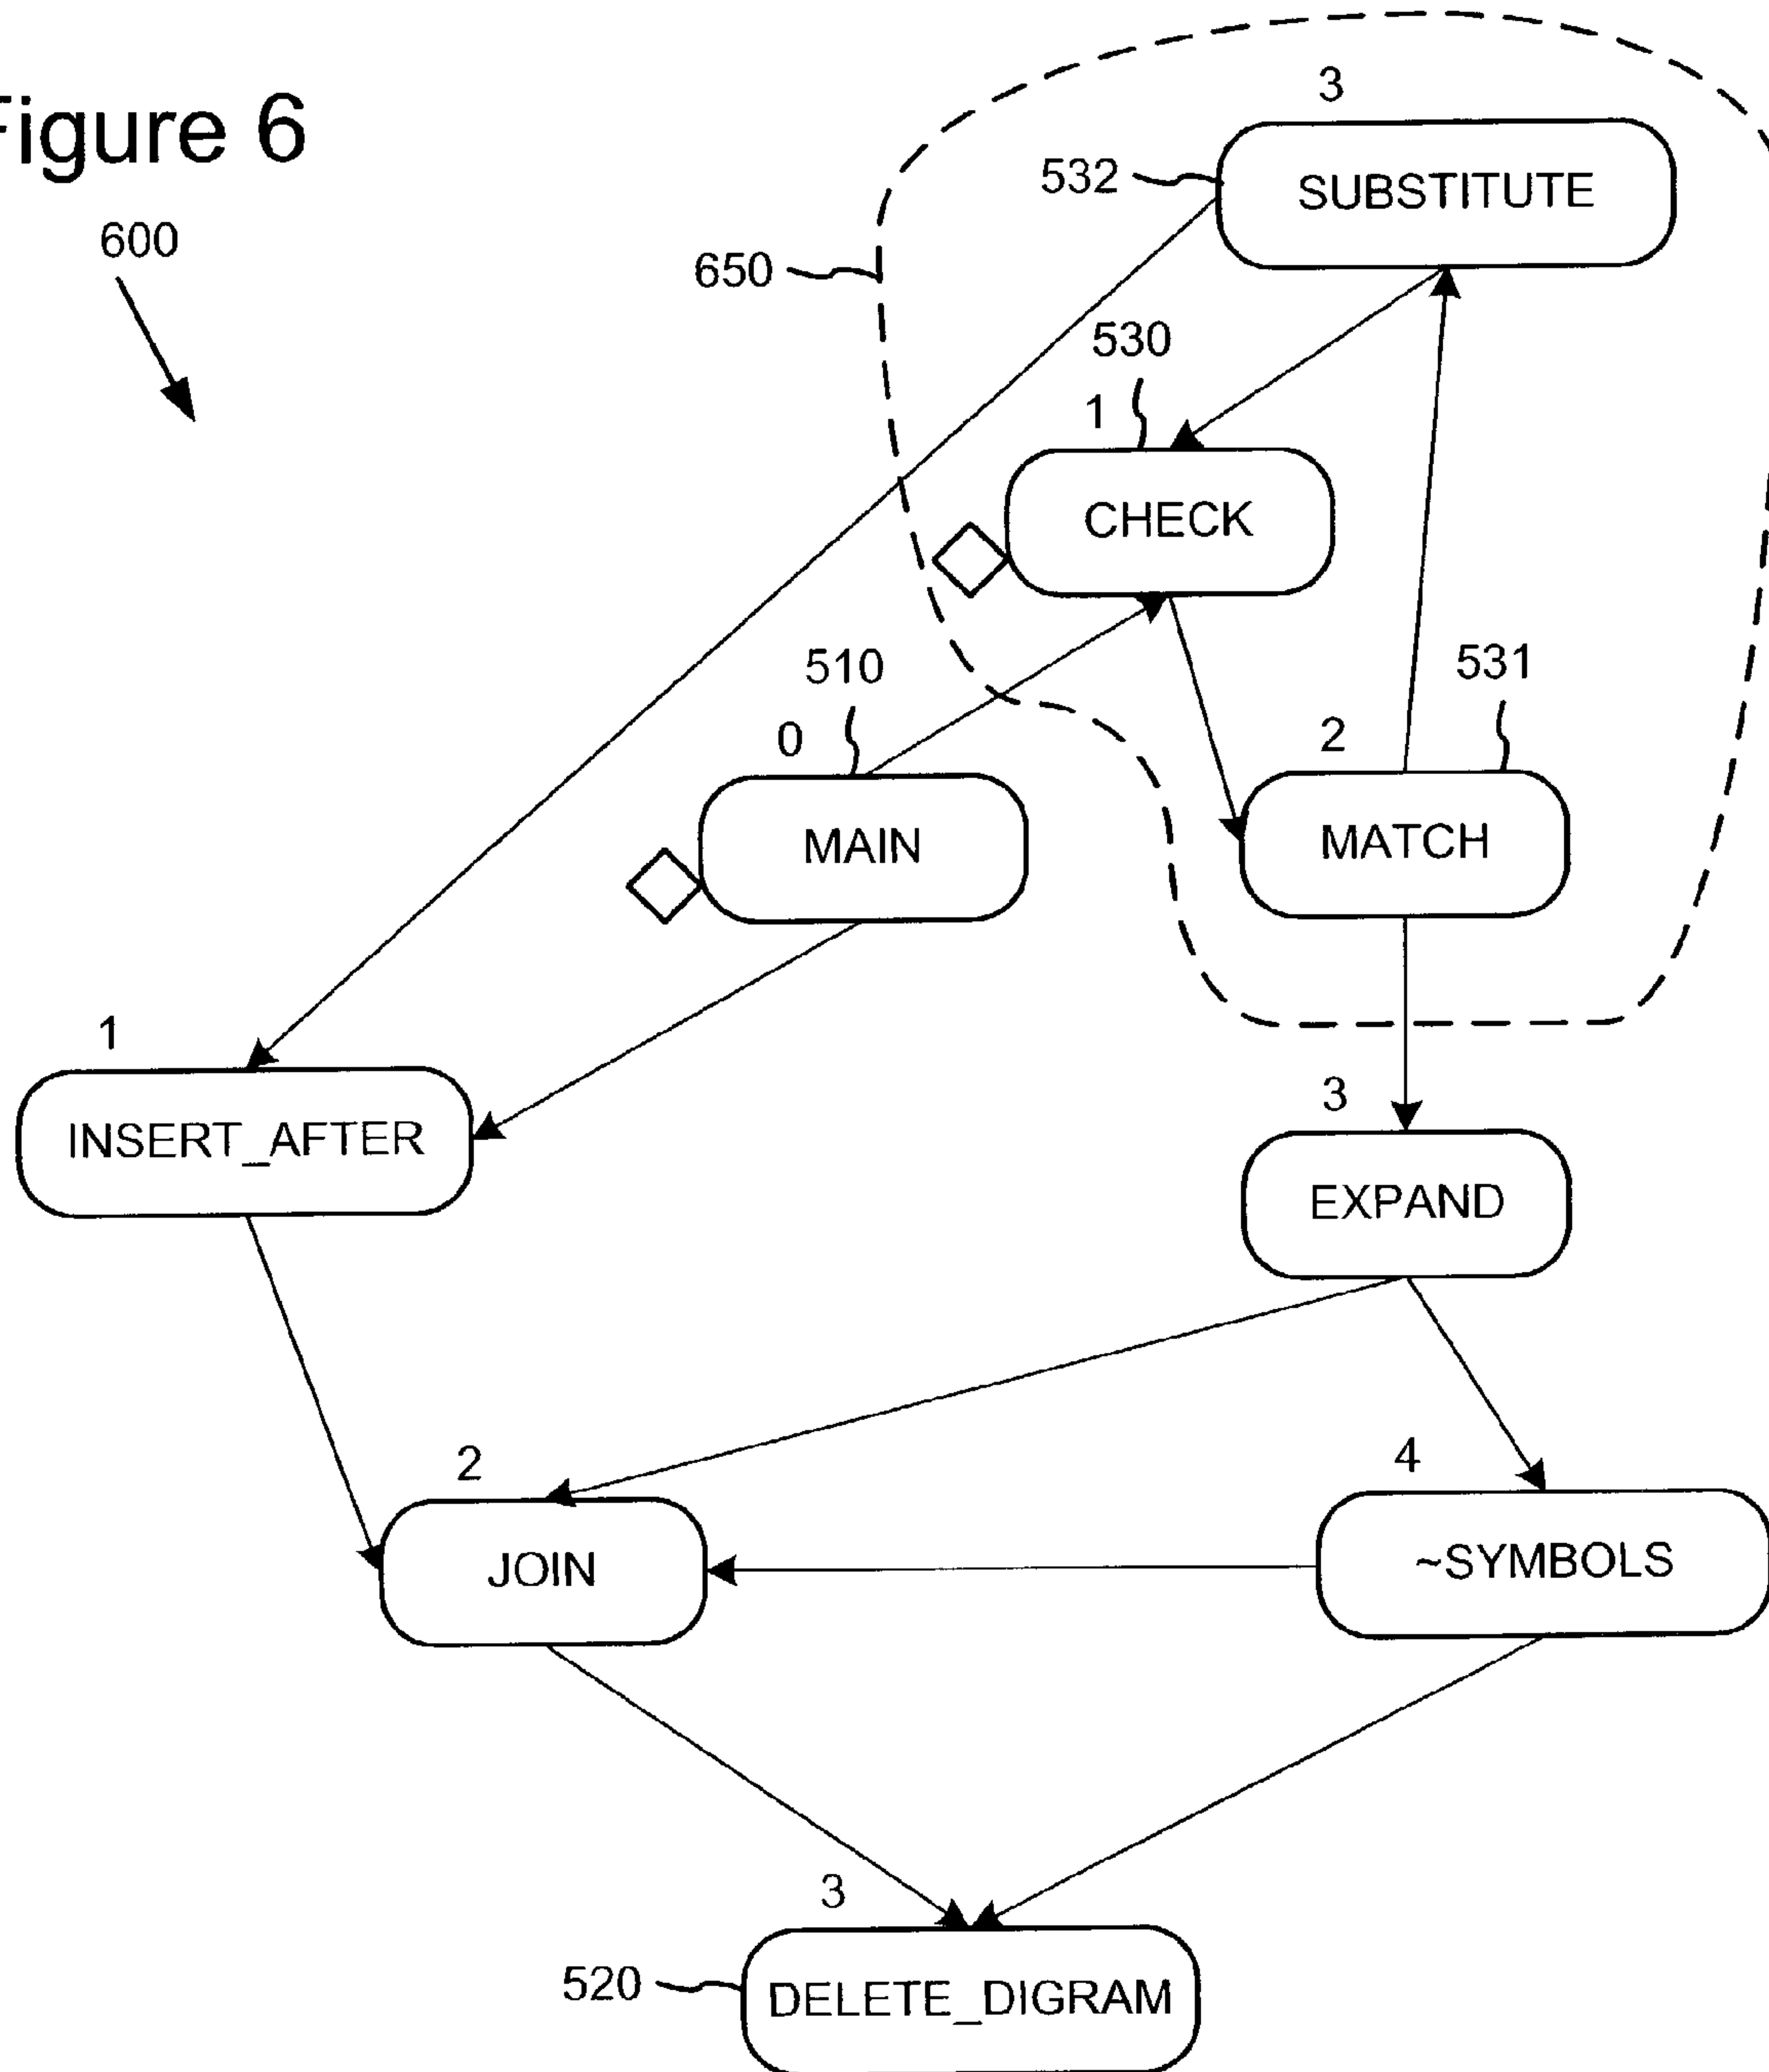 Figure 6
3
532
SUBSTITUTE
600
650
530
1
CHECK
510
531
0
2
MAIN
MATCH
1
3
INSERT_AFTER
EXPAND
2
4
JOIN
~SYMBOLS
3
520
DELETE_DIGRAM